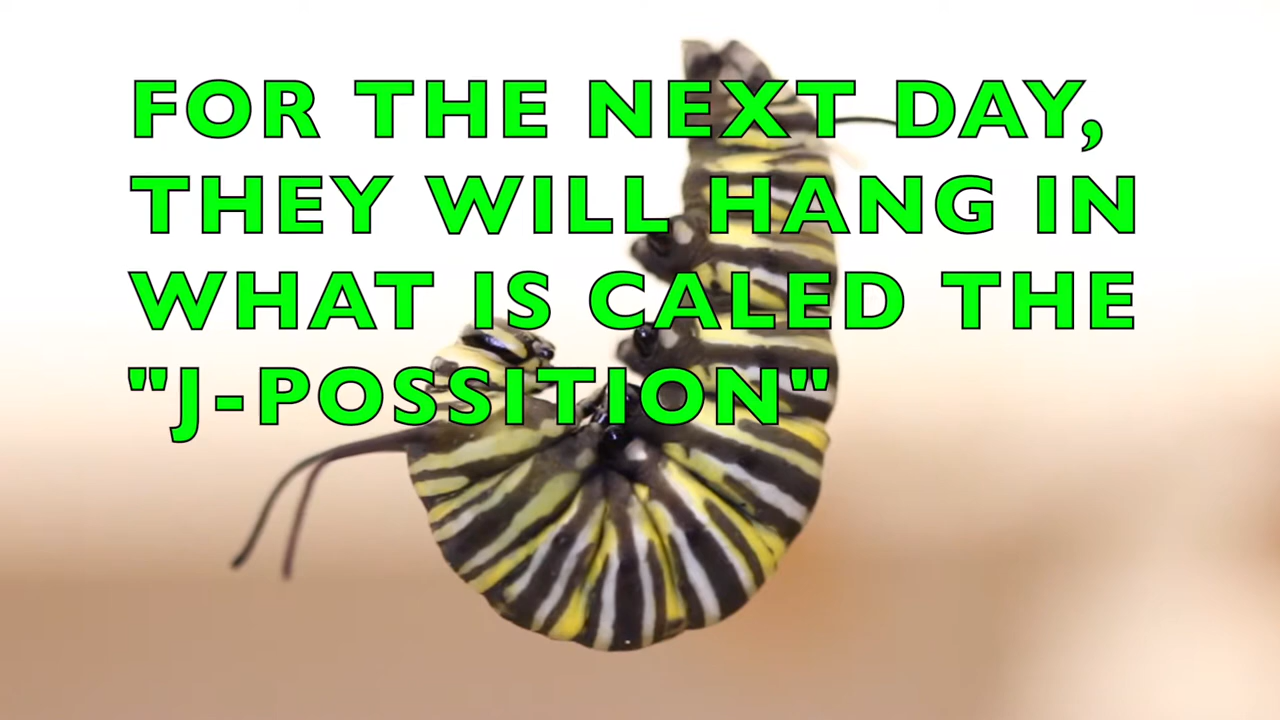 FOR THE NEXT DAY,
THEY WILL HANG IN
WHAT IS CALED THE
"J-POSSITION"